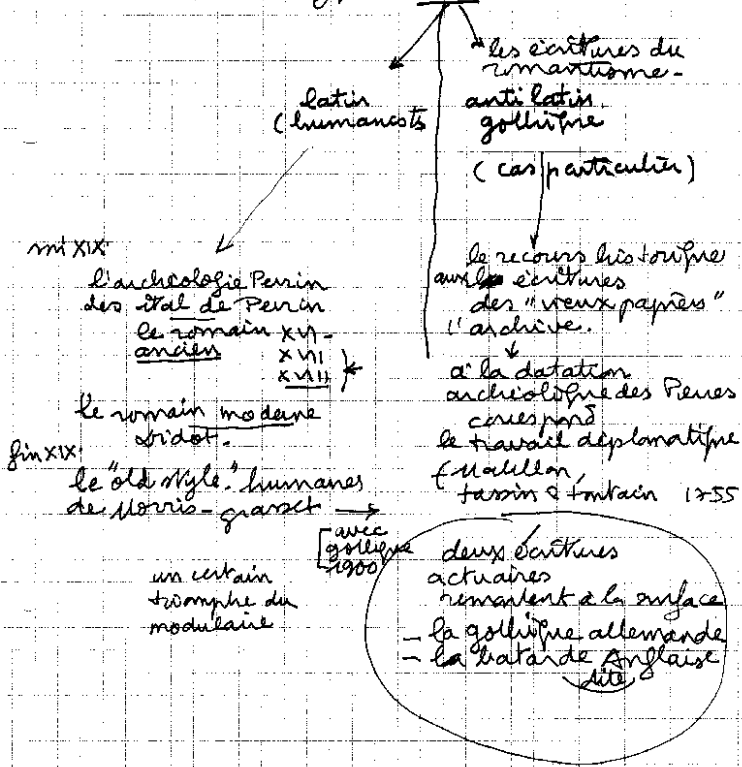 les écritures du
romantisme-
anti latin.
gothique
(cas particulier)
latin
(humanists
mi XIX.
l'archéologie Perrin
des ital de Perrin
le romain XVI-
ancien XVII
XVIII
le romain moderne
Didot.
fin XIX.
le "old style." humanes
de Morris-grasset
[avec
gothique
1900
un certain
triomphe du
modulaire
le recours historique
aux écritures
des "vieux papiers"
l'archive.
a la datation
archéologique des Pierres
correspond
le travail diplomatique
(Mabillon,
tassin & toustain 1755
deux écritures
actuaires
remontent a la surface
- la gothique allemande
- la batarde Anglaise
dite